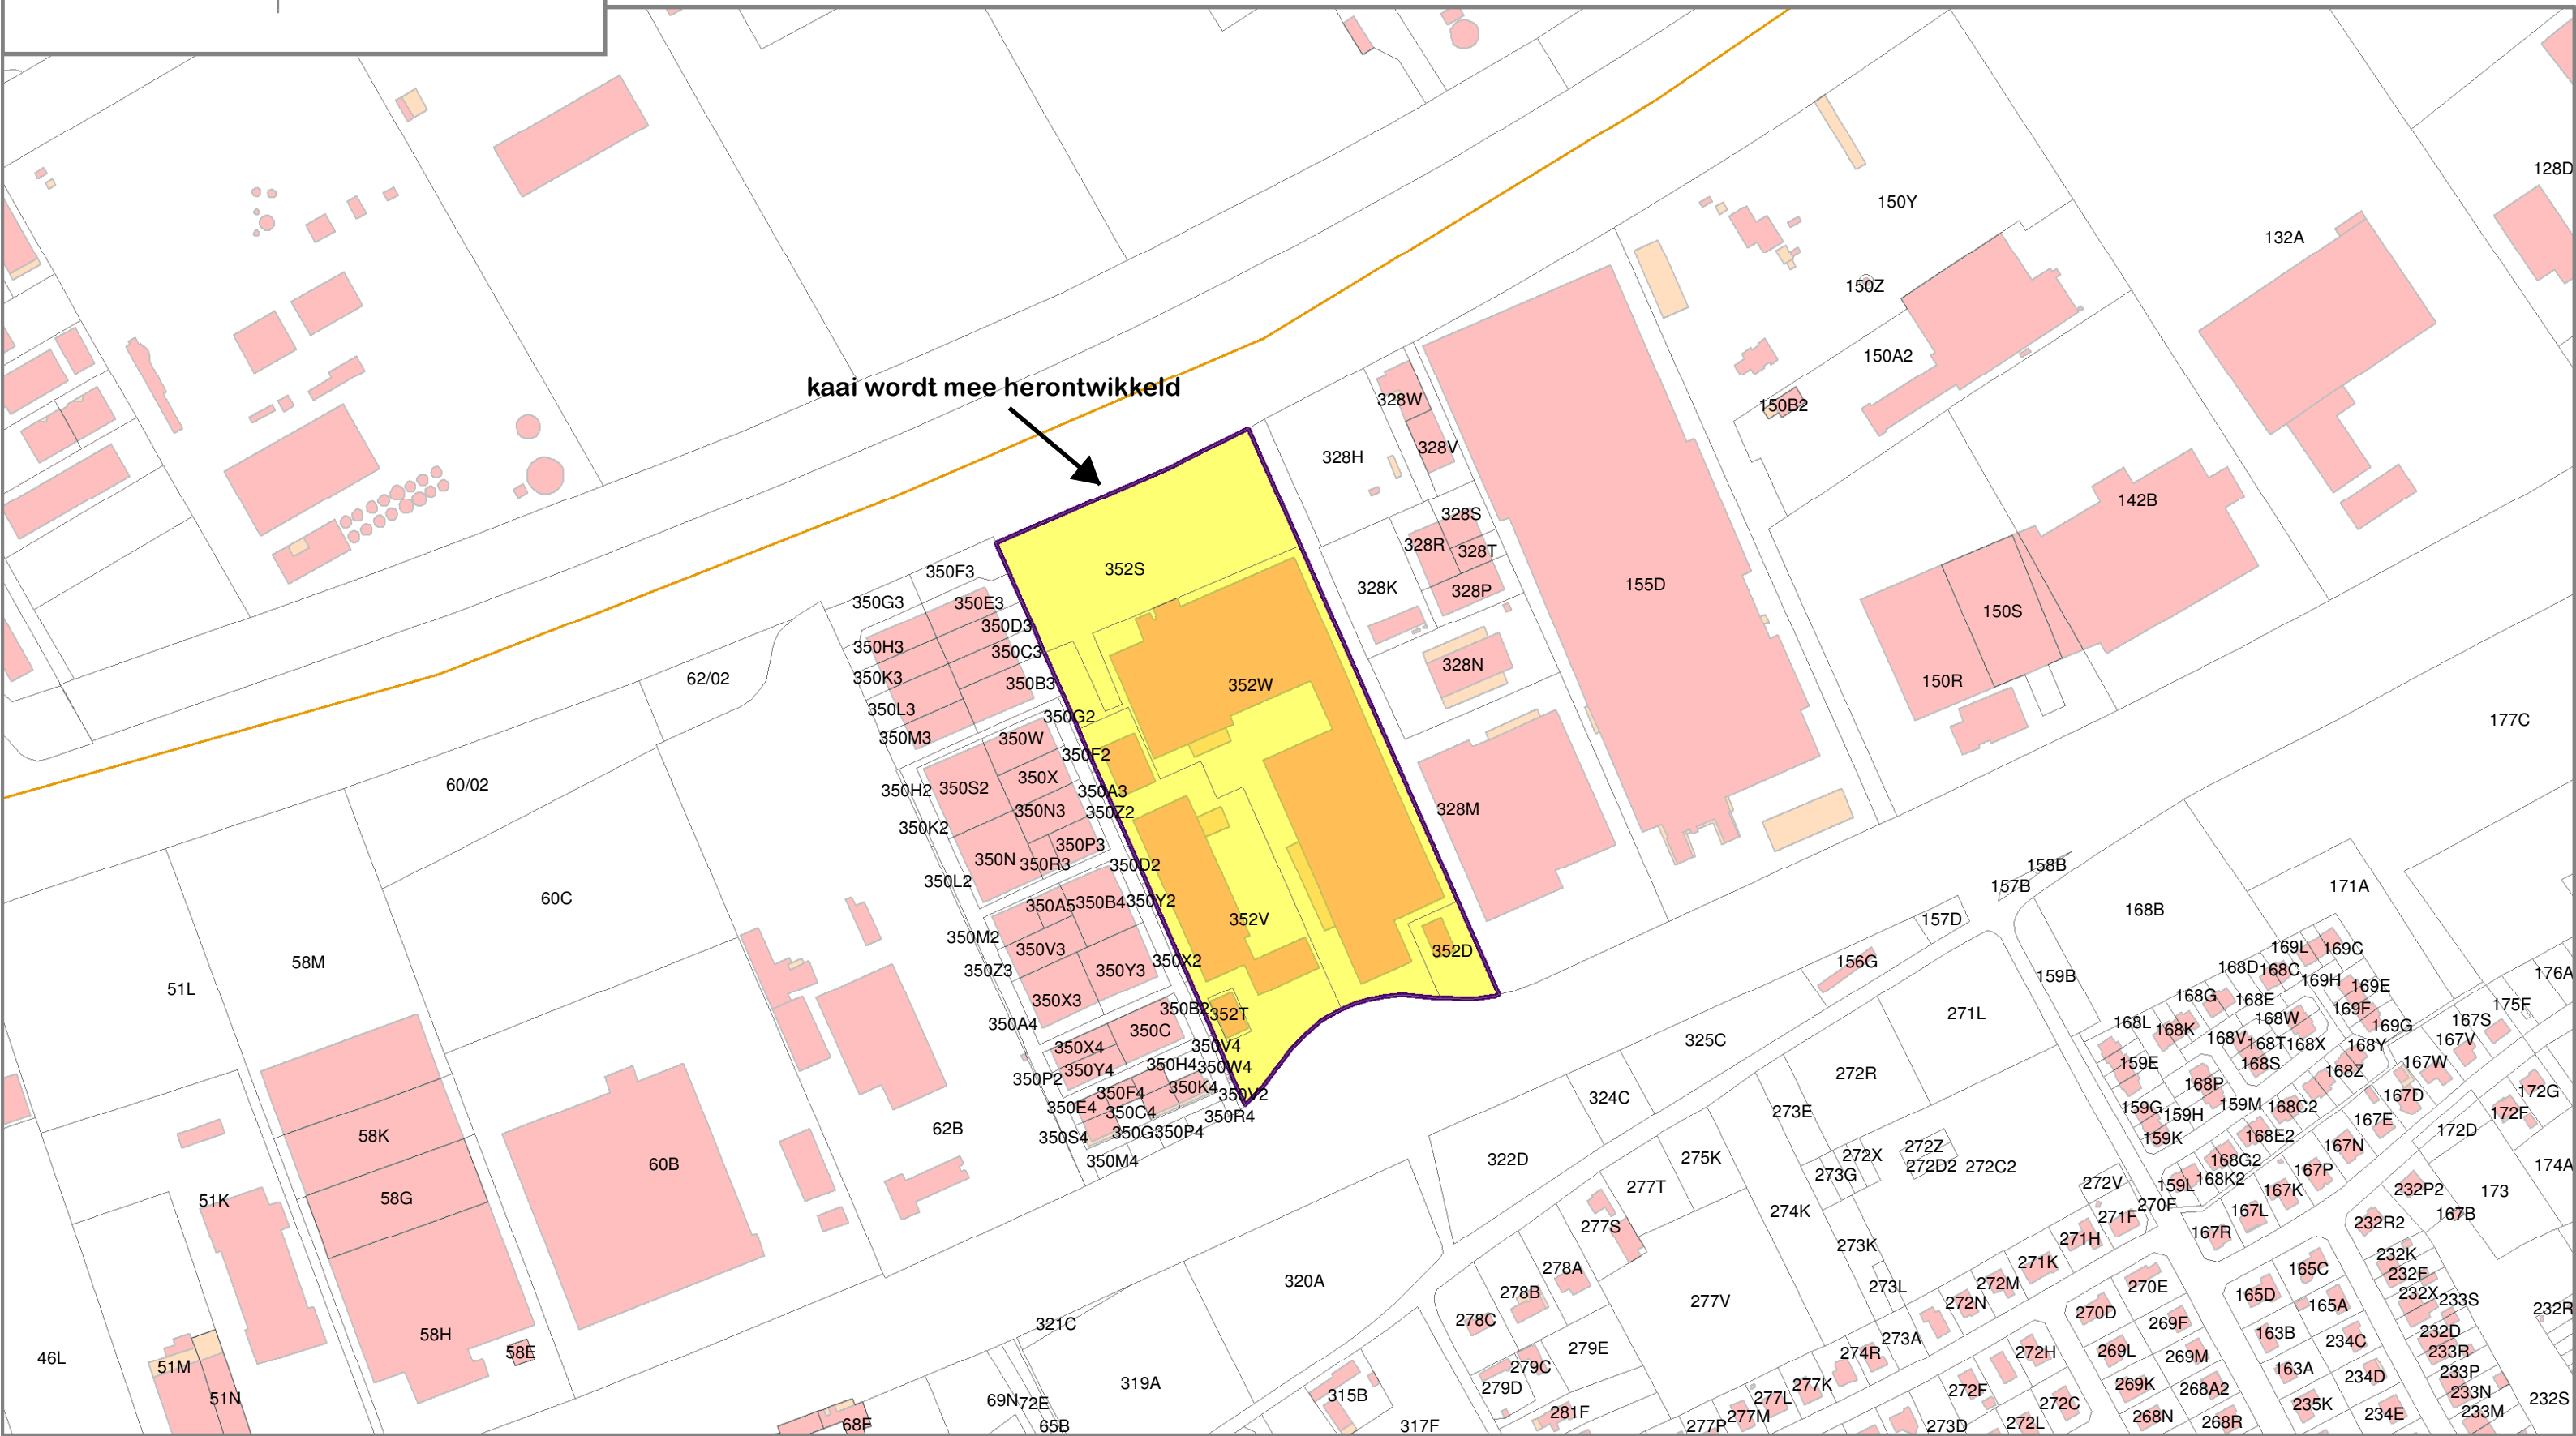 128D
150Y
132A
150Z
150A2
kaai wordt mee herontwikkeld
328W
150B2
328V
328H
142B
328S
328R
328T
352S
350F3
155D
328K
328P
350G3
350E3
150S
350D3
350H3
350C3
328N
350K3
62/02
350B3
352W
150R
350L3
350G2
177C
350M3
350W
350F2
60/02
350X
350H2
350S2
350A3
350N3
350Z2
328M
350K2
350P3
350N
350R3
350D2
158B
157B
171A
350L2
60C
350A5
350B4
350Y2
168B
352V
157D
350M2
350V3
352D
169L
169C
58M
350Z3
350Y3
350X2
156G
159B
168D
168C
169H
176A
51L
350X3
168G
168E
169E
350B2
352T
271L
169F
175F
350A4
350C
168L
168K
168W
169G
167S
325C
168V
168T
168X
167V
350X4
350V4
168Y
350Y4
350H4
350W4
159E
168S
167W
350P2
272R
168Z
350F4
350K4
350V2
324C
168P
167D
172G
350E4
350C4
350R4
273E
159G
159H
159M
168C2
172F
58K
350S4
350G
350P4
62B
159K
168E2
167E
172D
350M4
322D
275K
272X
272Z
167N
60B
273G
272D2
272C2
168G2
167P
174A
58G
277T
272V
159L
168K2
167K
232P2
173
51K
274K
270F
167L
167B
277S
271F
167R
232R2
273K
271H
232K
320A
278A
271K
165C
232F
278B
277V
273L
272M
270E
165D
232X
233S
321C
278C
272N
270D
165A
232R
58H
269F
163B
232D
58E
279E
273A
234C
46L
51M
279C
274R
272H
269L
269M
233R
163A
233P
319A
279D
277K
272F
269K
268A2
234D
233N
51N
69N
72E
315B
277L
272C
235K
232S
68F
65B
317F
281F
277P
277M
273D
272L
268N
268R
234E
233M